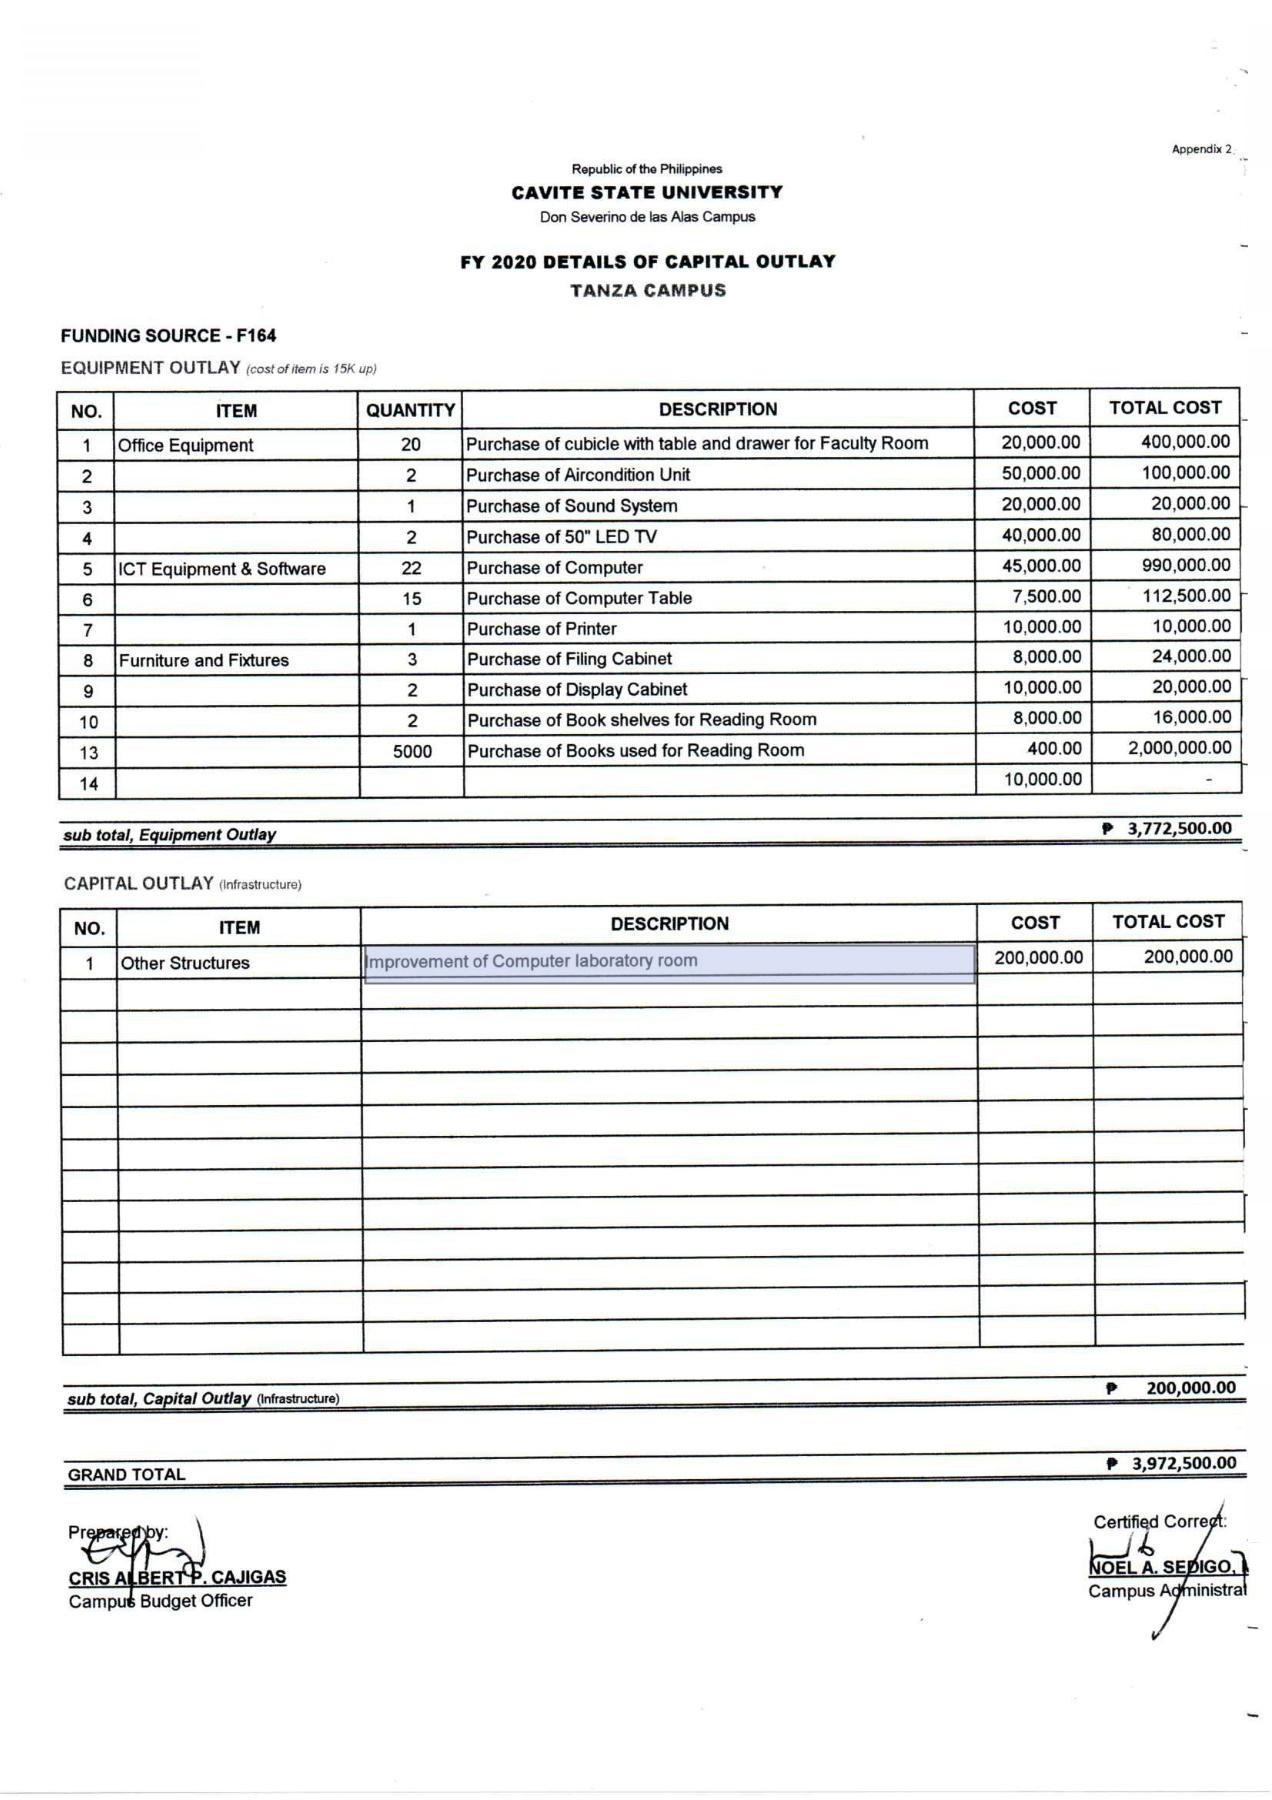 Appendix 2
Republic of the Philippines
CAVITE STATE UNIVERSITY
Don Severino de las Alas Campus
FY 2020 DETAILS OF CAPITAL OUTLAY
TANZA CAMPUS
FUNDING SOURCE - F164
EQUIPMENT OUTLAY (cost of item is 15K up)
NO. ITEM QUANTITY DESCRIPTION COST TOTAL COST
1 Office Equipment 20 Purchase of cubicle with table and drawer for Faculty Room 20,000.00 400,000.00
2 2 Purchase of Aircondition Unit 50,000.00 100,000.00
3 1 Purchase of Sound System 20,000.00 20,000.00
4 2 Purchase of 50" LED TV 40,000.00 80,000.00
5 ICT Equipment & Software 22 Purchase of Computer 45,000.00 990,000.00
6 15 Purchase of Computer Table 7,500.00 112,500.00
7 1 Purchase of Printer 10,000.00 10,000.00
8 Furniture and Fixtures 3 Purchase of Filing Cabinet 8,000.00 24,000.00
9 2 Purchase of Display Cabinet 10,000.00 20,000.00
10 2 Purchase of Book shelves for Reading Room 8,000.00 16,000.00
13 5000 Purchase of Books used for Reading Room 400.00 2,000,000.00
14 10,000.00 -
sub total, Equipment Outlay ₱ 3,772,500.00
CAPITAL OUTLAY (Infrastructure)
NO. ITEM DESCRIPTION COST TOTAL COST
1 Other Structures Improvement of Computer laboratory room 200,000.00 200,000.00
sub total, Capital Outlay (Infrastructure) ₱ 200,000.00
GRAND TOTAL ₱ 3,972,500.00
Prepared by:
CRIS ALBERT P. CAJIGAS
Campus Budget Officer
Certified Correct:
NOEL A. SEDIGO,
Campus Administrat